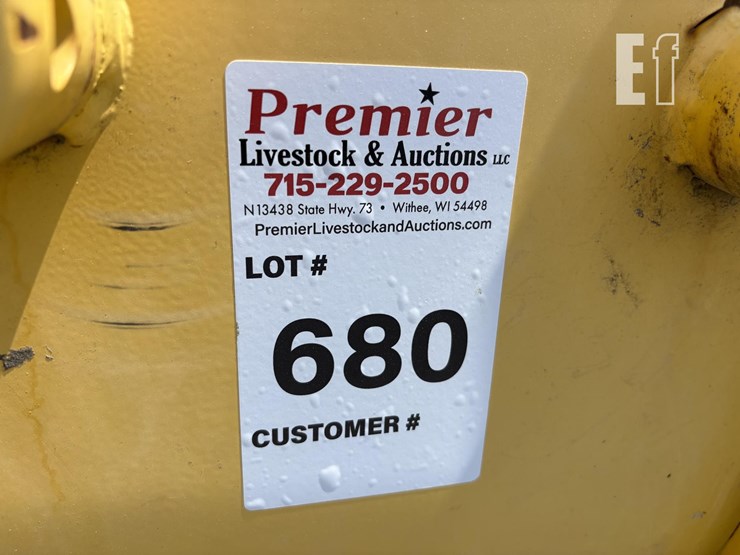 Ef
Premier
Livestock & Auctions LLC
715-229-2500
N13438 State Hwy. 73 • Withee, WI 54498
PremierLivestockandAuctions.com
LOT #
680
CUSTOMER #